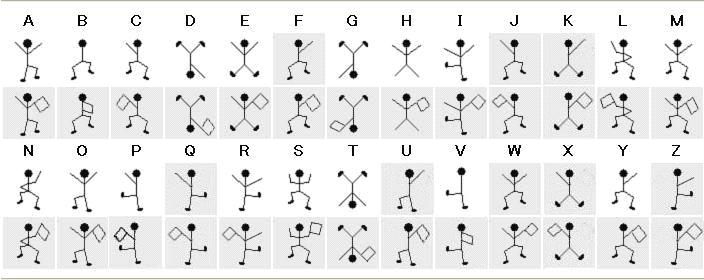 A B C D E F G H I J K L M
N O P Q R S T U V W X Y Z